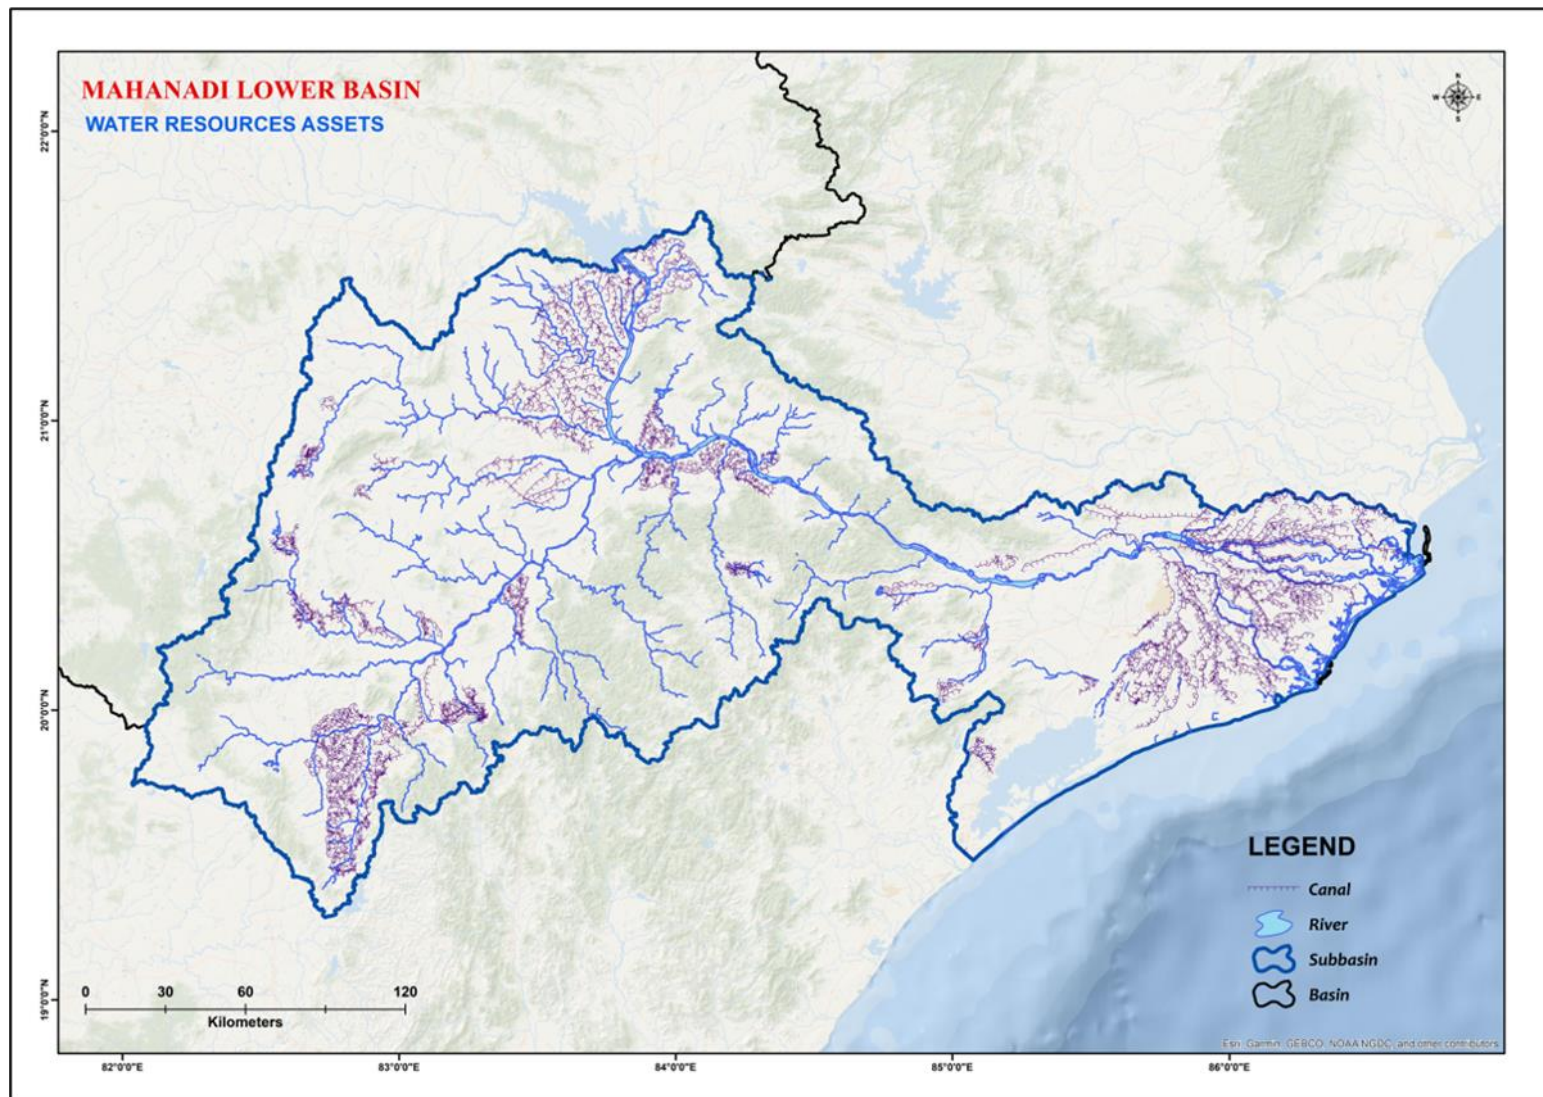 MAHANADI LOWER BASIN
WATER RESOURCES ASSETS
N
W E
S
22°0'0"N
21°0'0"N
20°0'0"N
19°0'0"N
LEGEND
Canal
River
Subbasin
Basin
0 30 60 120
Kilometers
Esri, Garmin, GEBCO, NOAA NGDC, and other contributors
82°0'0"E 83°0'0"E 84°0'0"E 85°0'0"E 86°0'0"E